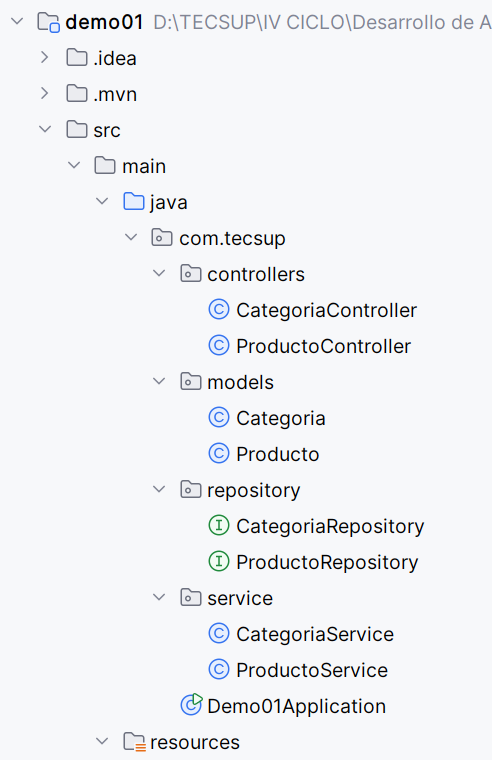 demo01 D:\TECSUP\IV CICLO\Desarrollo de A
.idea
.mvn
src
main
java
com.tecsup
controllers
CategoriaController
ProductoController
models
Categoria
Producto
repository
CategoriaRepository
ProductoRepository
service
CategoriaService
ProductoService
Demo01Application
resources